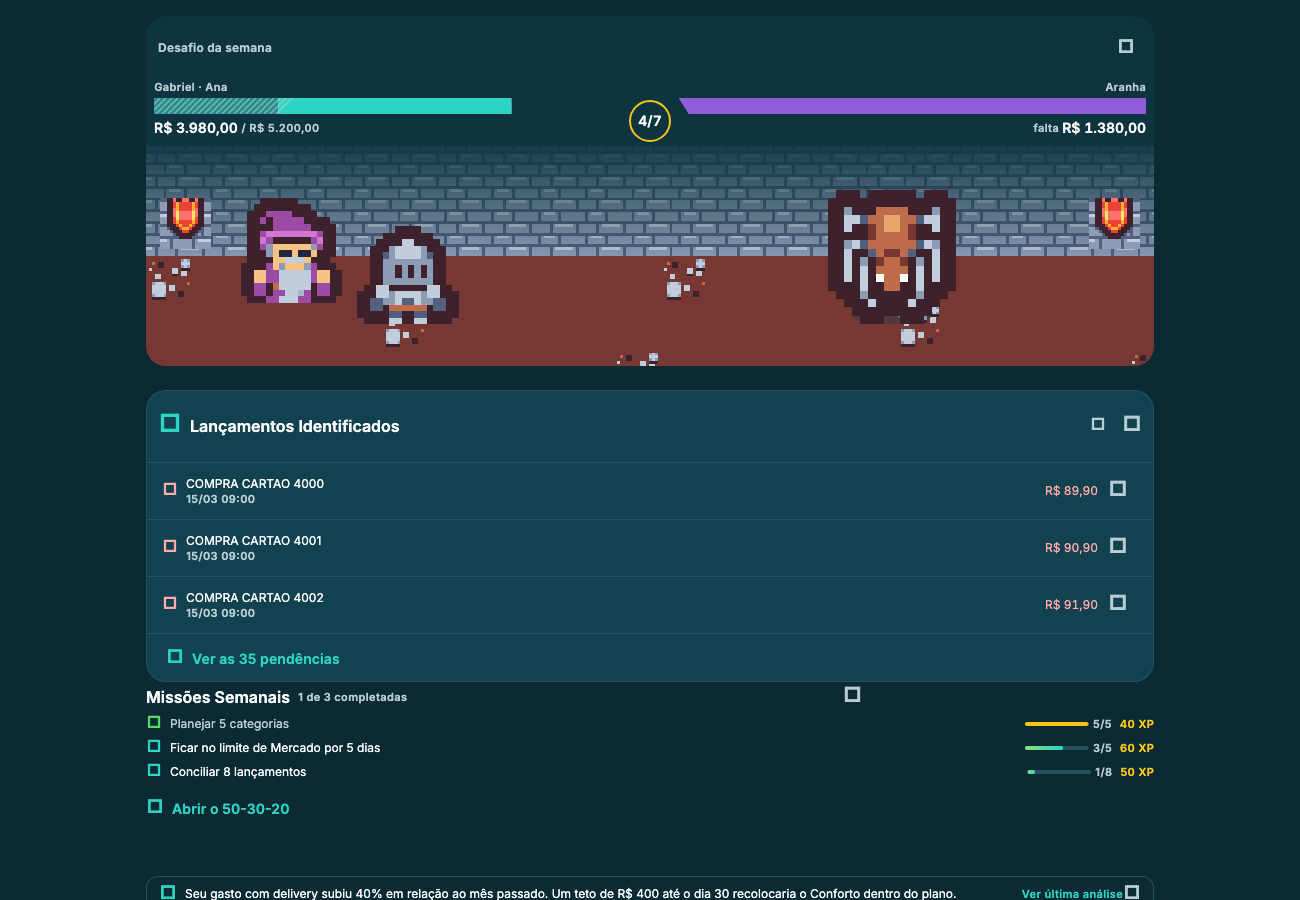 Desafio da semana
Gabriel · Ana
Aranha
R$ 3.980,00 / R$ 5.200,00
4/7
falta R$ 1.380,00
Lançamentos Identificados
COMPRA CARTAO 4000
15/03 09:00
R$ 89,90
COMPRA CARTAO 4001
15/03 09:00
R$ 90,90
COMPRA CARTAO 4002
15/03 09:00
R$ 91,90
Ver as 35 pendências
Missões Semanais 1 de 3 completadas
Planejar 5 categorias 5/5 40 XP
Ficar no limite de Mercado por 5 dias 3/5 60 XP
Conciliar 8 lançamentos 1/8 50 XP
Abrir o 50-30-20
Seu gasto com delivery subiu 40% em relação ao mês passado. Um teto de R$ 400 até o dia 30 recolocaria o Conforto dentro do plano. Ver última análise